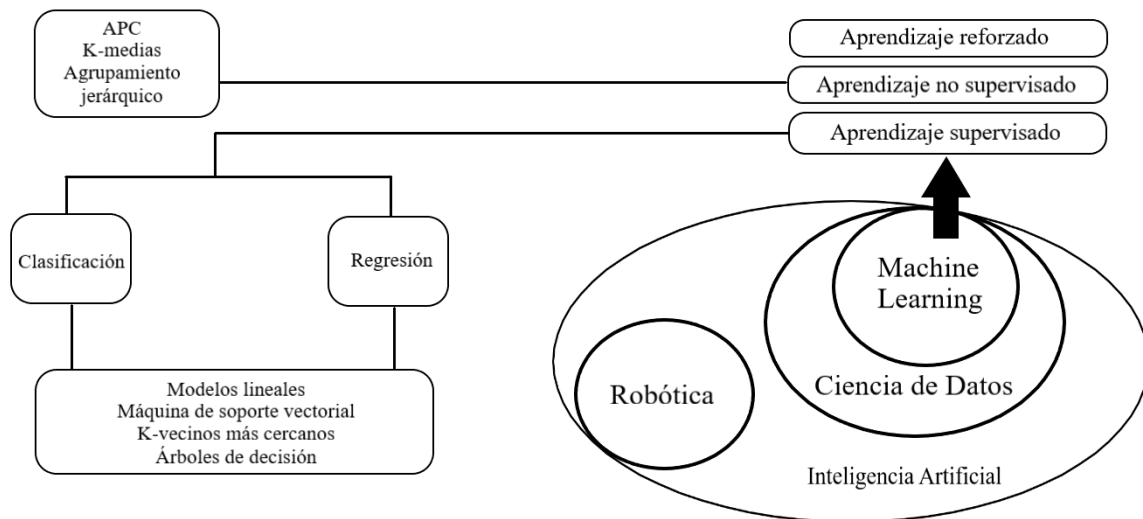 APC
K-medias
Agrupamiento
jerárquico
Aprendizaje reforzado
Aprendizaje no supervisado
Aprendizaje supervisado
Clasificación
Regresión
Modelos lineales
Máquina de soporte vectorial
K-vecinos más cercanos
Árboles de decisión
Machine
Learning
Ciencia de Datos
Robótica
Inteligencia Artificial